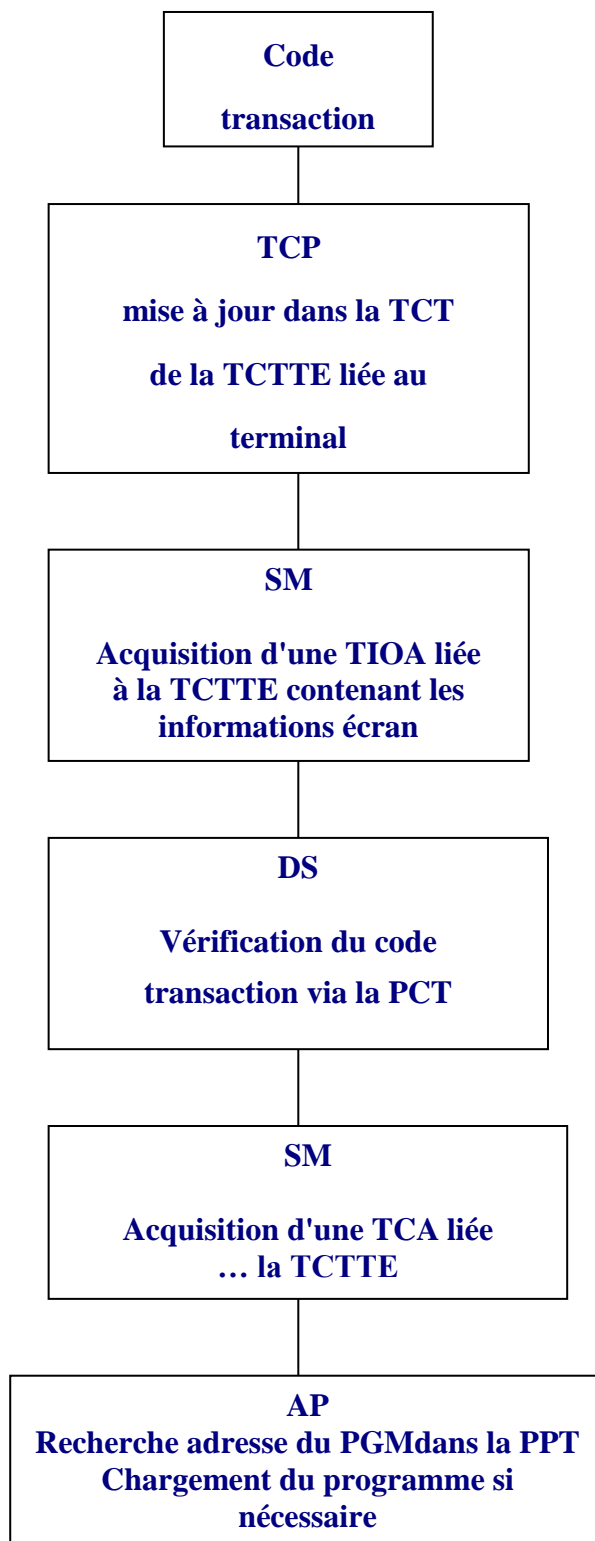 Code
transaction
TCP
mise à jour dans la TCT
de la TCTTE liée au
terminal
SM
Acquisition d'une TIOA liée
à la TCTTE contenant les
informations écran
DS
Vérification du code
transaction via la PCT
SM
Acquisition d'une TCA liée
… la TCTTE
AP
Recherche adresse du PGMdans la PPT
Chargement du programme si
nécessaire